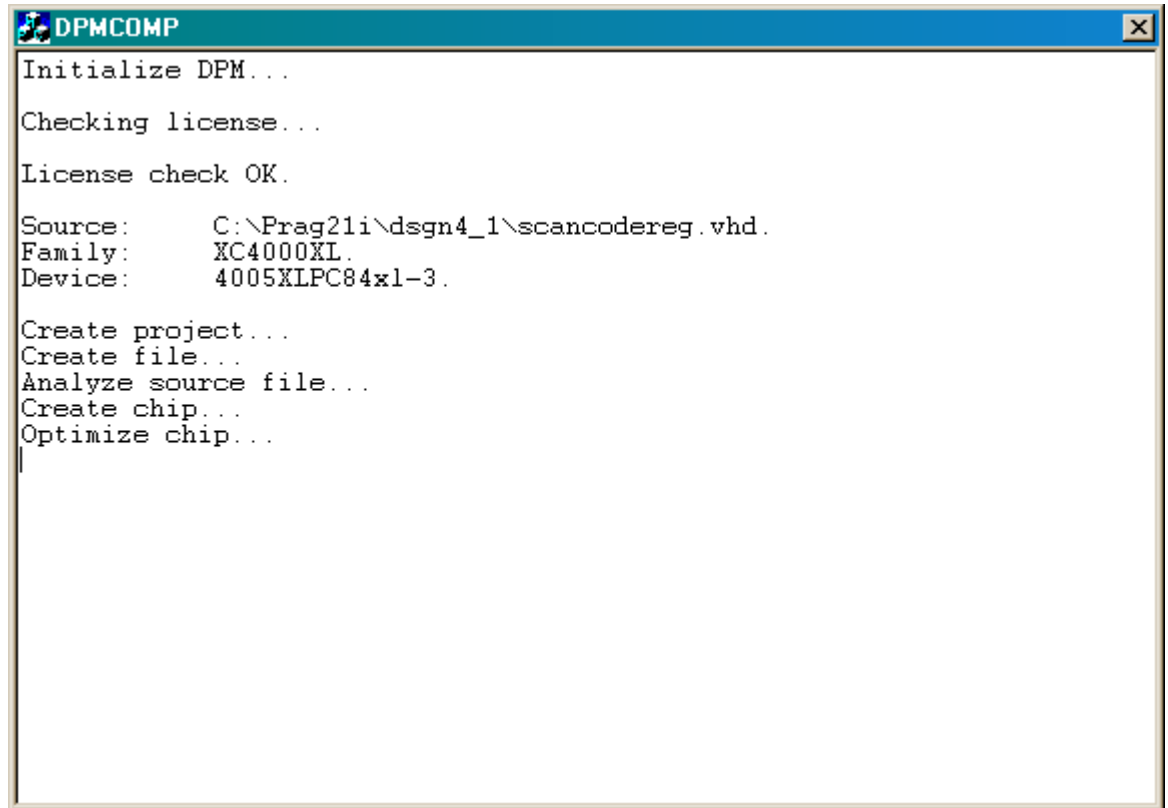 DPMCOMP
Initialize DPM...
Checking license...
License check OK.
Source: C:\Prag21i\dsgn4_1\scancodereg.vhd.
Family: XC4000XL.
Device: 4005XLPC84xl-3.
Create project...
Create file...
Analyze source file...
Create chip...
Optimize chip...